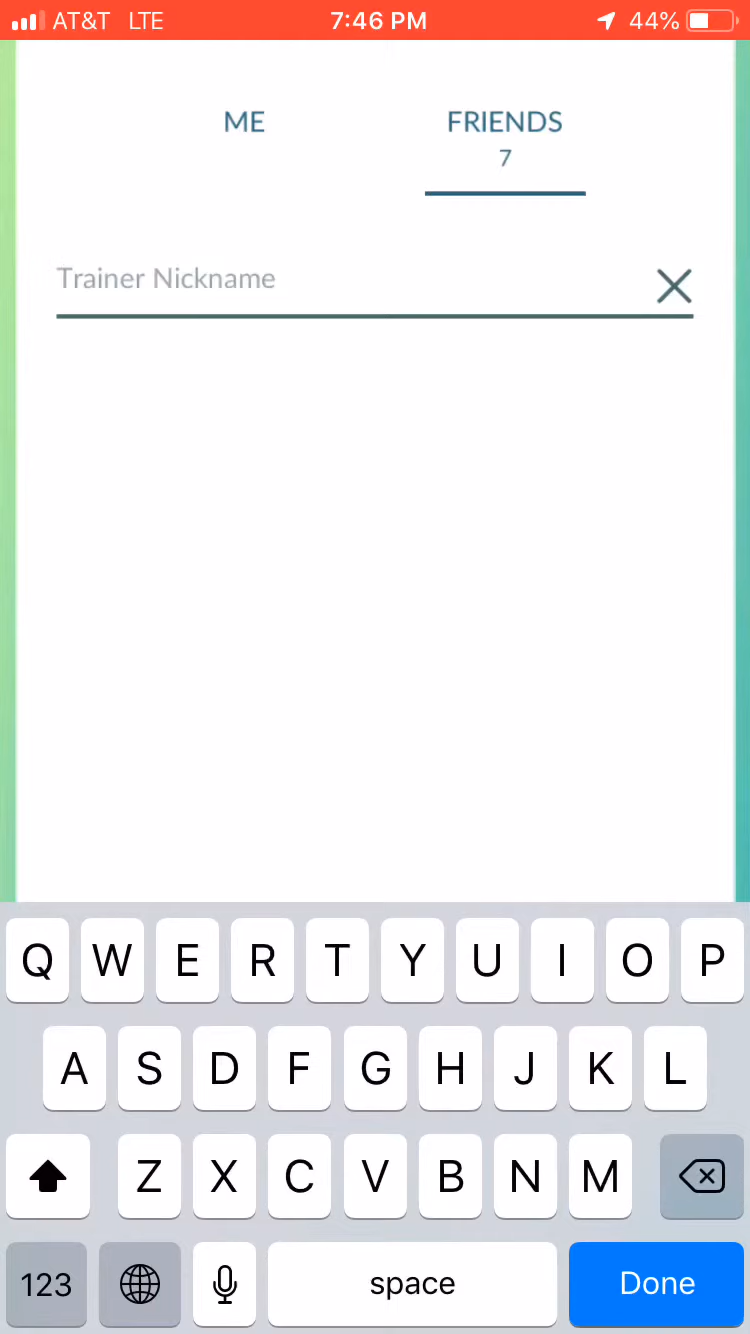 AT&T LTE 7:46 PM 44%
ME FRIENDS
7
Trainer Nickname
Q W E R T Y U I O P
A S D F G H J K L
Z X C V B N M
123 space Done